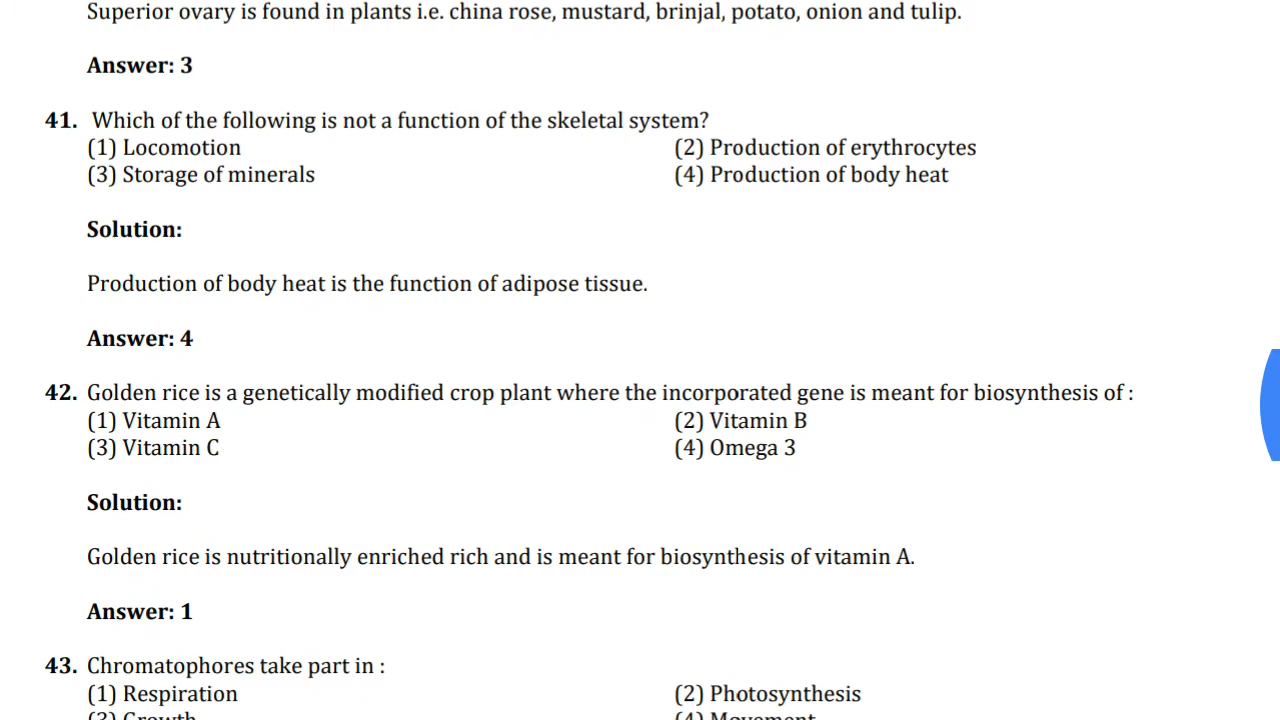 Superior ovary is found in plants i.e. china rose, mustard, brinjal, potato, onion and tulip.
Answer: 3
41. Which of the following is not a function of the skeletal system?
(1) Locomotion (2) Production of erythrocytes
(3) Storage of minerals (4) Production of body heat
Solution:
Production of body heat is the function of adipose tissue.
Answer: 4
42. Golden rice is a genetically modified crop plant where the incorporated gene is meant for biosynthesis of :
(1) Vitamin A (2) Vitamin B
(3) Vitamin C (4) Omega 3
Solution:
Golden rice is nutritionally enriched rich and is meant for biosynthesis of vitamin A.
Answer: 1
43. Chromatophores take part in :
(1) Respiration (2) Photosynthesis
(3) Growth (4) Movement